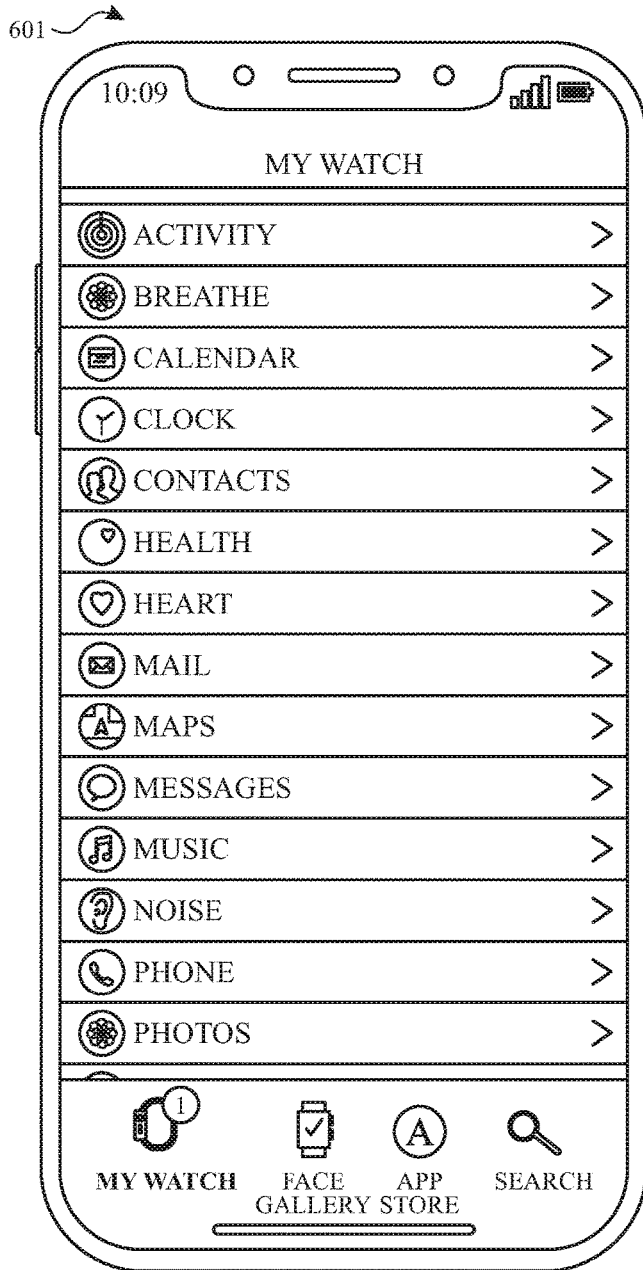 601
10:09
MY WATCH
ACTIVITY
BREATHE
CALENDAR
CLOCK
CONTACTS
HEALTH
HEART
MAIL
MAPS
MESSAGES
MUSIC
NOISE
PHONE
PHOTOS
1
A
MY WATCH FACE APP SEARCH
GALLERY STORE